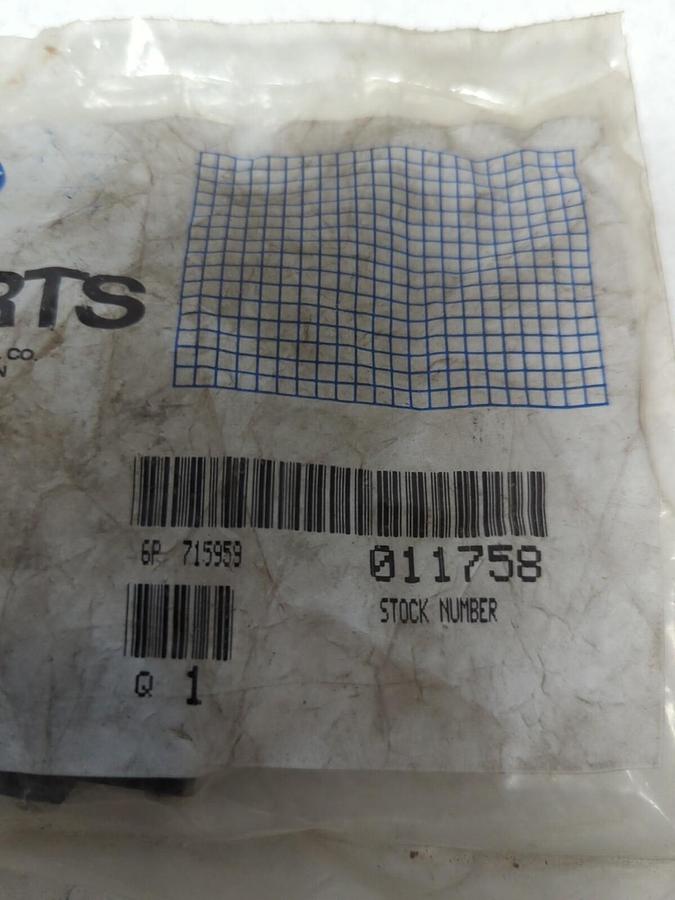 RTS
CO.
N
6P 715959
011758
STOCK NUMBER
Q 1